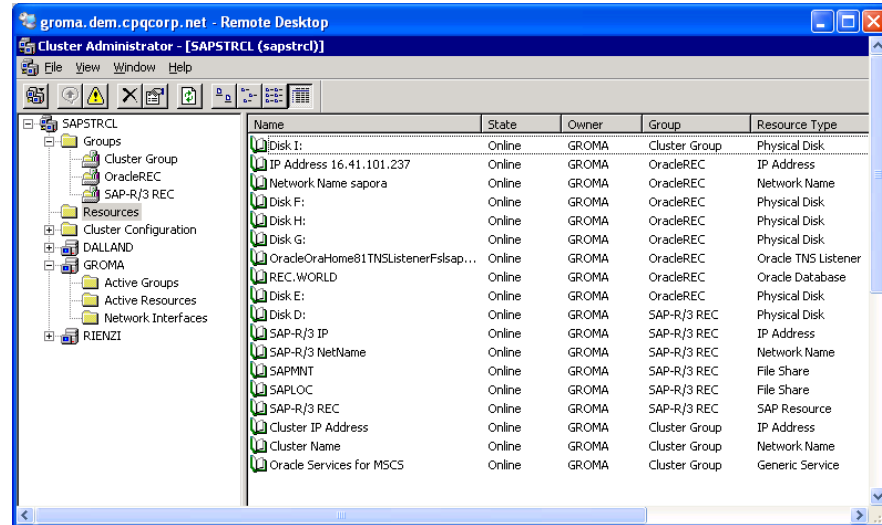 groma.dem.cpqcorp.net - Remote Desktop
Cluster Administrator - [SAPSTRCL (sapstrcl)]
File View Window Help
SAPSTRCL
Groups
Cluster Group
OracleREC
SAP-R/3 REC
Resources
Cluster Configuration
DALLAND
GROMA
Active Groups
Active Resources
Network Interfaces
RIENZI
Name State Owner Group Resource Type
Disk I: Online GROMA Cluster Group Physical Disk
IP Address 16.41.101.237 Online GROMA OracleREC IP Address
Network Name sapora Online GROMA OracleREC Network Name
Disk F: Online GROMA OracleREC Physical Disk
Disk H: Online GROMA OracleREC Physical Disk
Disk G: Online GROMA OracleREC Physical Disk
OracleOraHome81TNSListenerFslsap... Online GROMA OracleREC Oracle TNS Listener
REC.WORLD Online GROMA OracleREC Oracle Database
Disk E: Online GROMA OracleREC Physical Disk
Disk D: Online GROMA SAP-R/3 REC Physical Disk
SAP-R/3 IP Online GROMA SAP-R/3 REC IP Address
SAP-R/3 NetName Online GROMA SAP-R/3 REC Network Name
SAPMNT Online GROMA SAP-R/3 REC File Share
SAPLOC Online GROMA SAP-R/3 REC File Share
SAP-R/3 REC Online GROMA SAP-R/3 REC SAP Resource
Cluster IP Address Online GROMA Cluster Group IP Address
Cluster Name Online GROMA Cluster Group Network Name
Oracle Services for MSCS Online GROMA Cluster Group Generic Service